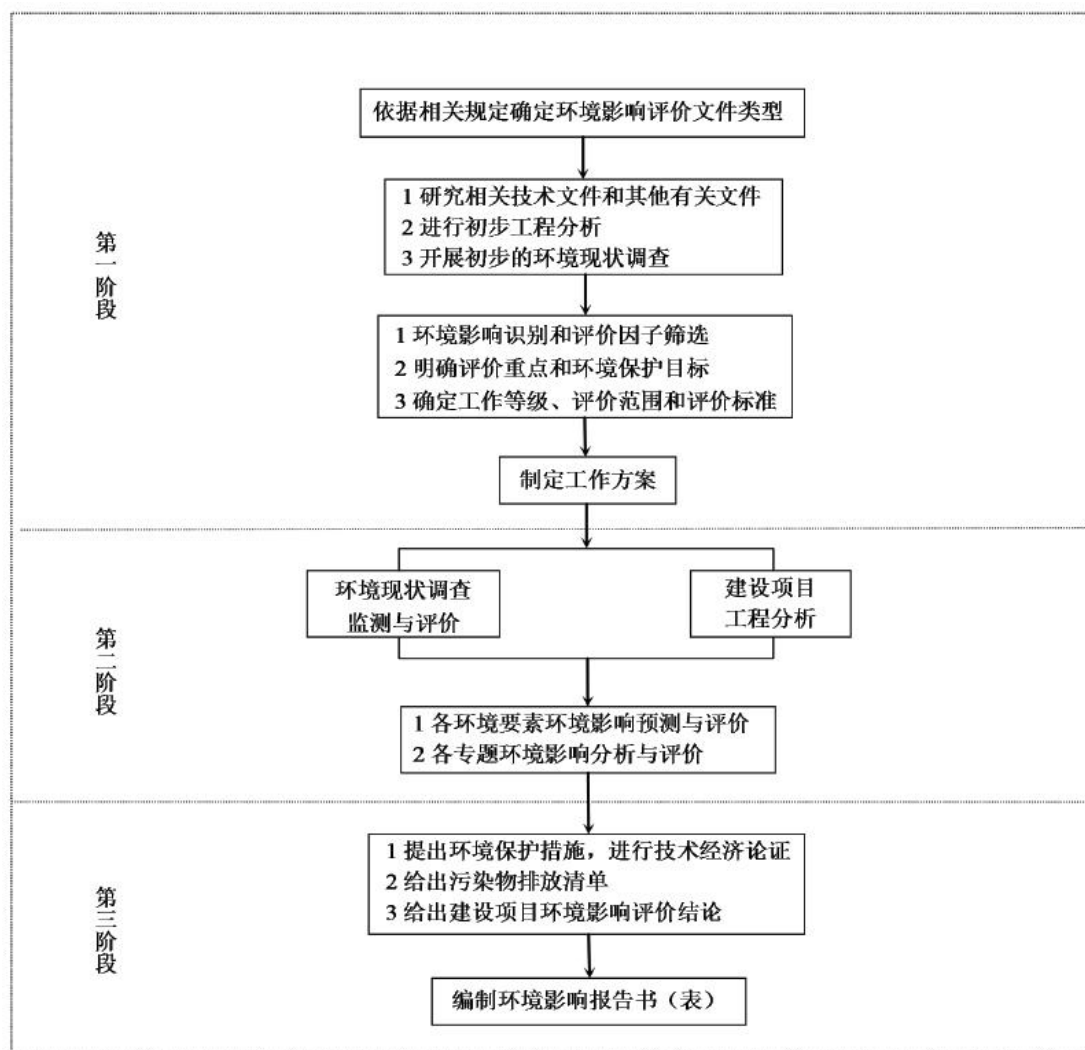 依据相关规定确定环境影响评价文件类型
1 研究相关技术文件和其他有关文件
2 进行初步工程分析
3 开展初步的环境现状调查
第一阶段
1 环境影响识别和评价因子筛选
2 明确评价重点和环境保护目标
3 确定工作等级、评价范围和评价标准
制定工作方案
环境现状调查
监测与评价
建设项目
工程分析
第二阶段
1 各环境要素环境影响预测与评价
2 各专题环境影响分析与评价
1 提出环境保护措施，进行技术经济论证
2 给出污染物排放清单
3 给出建设项目环境影响评价结论
第三阶段
编制环境影响报告书（表）